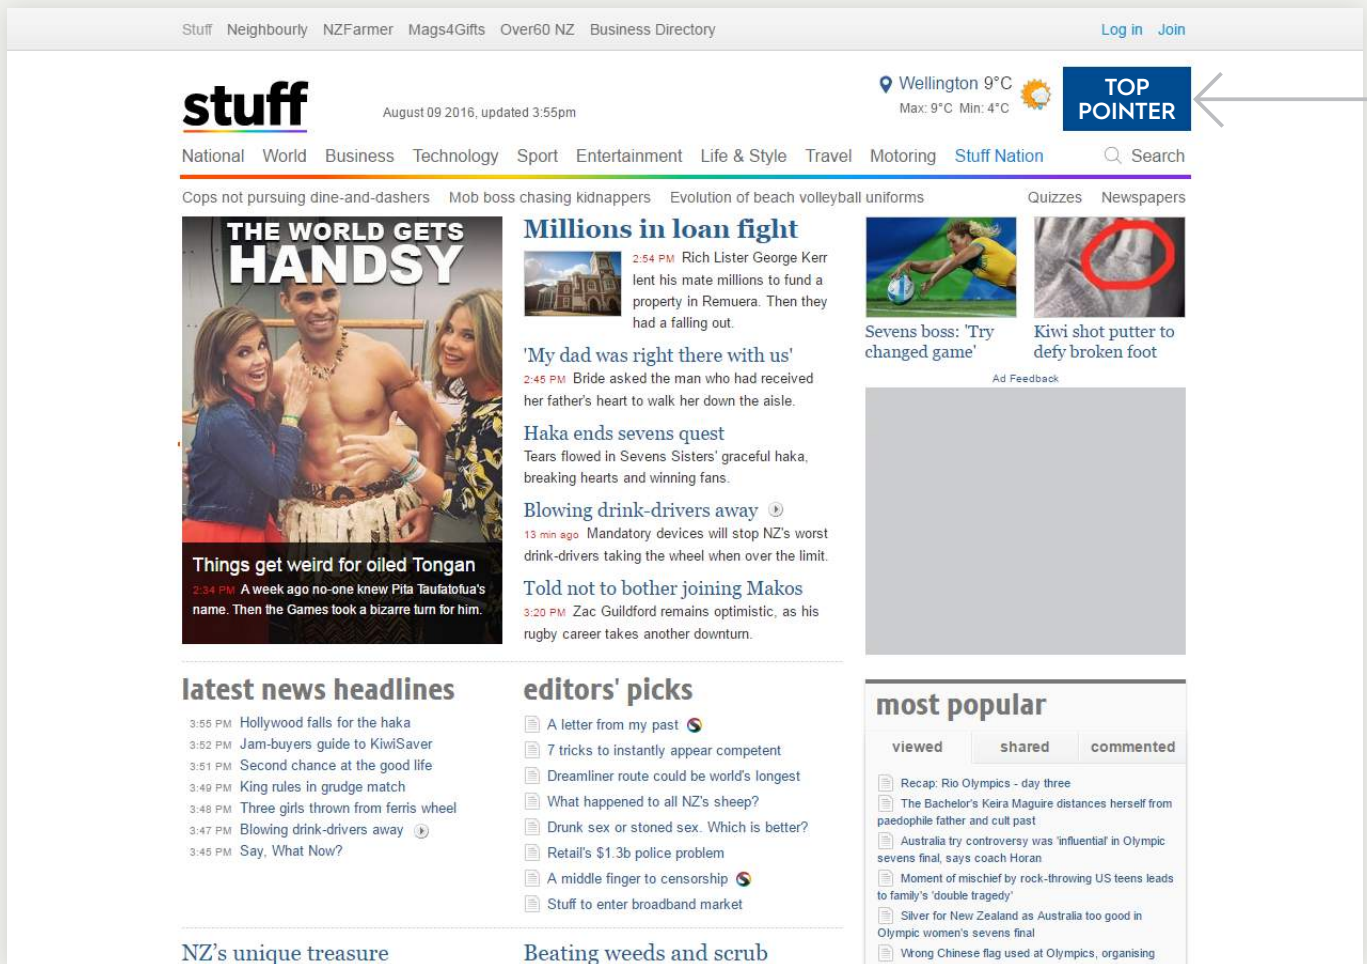 Stuff Neighbourly NZFarmer Mags4Gifts Over60 NZ Business Directory Log in Join
stuff
August 09 2016, updated 3:55pm
Wellington 9°C
Max: 9°C Min: 4°C
TOP
POINTER
National World Business Technology Sport Entertainment Life & Style Travel Motoring Stuff Nation Search
Cops not pursuing dine-and-dashers Mob boss chasing kidnappers Evolution of beach volleyball uniforms Quizzes Newspapers
THE WORLD GETS
HANDSY
Things get weird for oiled Tongan
2:34 PM A week ago no-one knew Pita Taufatofua's
name. Then the Games took a bizarre turn for him.
Millions in loan fight
2:54 PM Rich Lister George Kerr
lent his mate millions to fund a
property in Remuera. Then they
had a falling out.
'My dad was right there with us'
2:45 PM Bride asked the man who had received
her father's heart to walk her down the aisle.
Haka ends sevens quest
Tears flowed in Sevens Sisters' graceful haka,
breaking hearts and winning fans.
Blowing drink-drivers away
13 min ago Mandatory devices will stop NZ's worst
drink-drivers taking the wheel when over the limit.
Told not to bother joining Makos
3:20 PM Zac Guildford remains optimistic, as his
rugby career takes another downturn.
Sevens boss: 'Try
changed game'
Kiwi shot putter to
defy broken foot
Ad Feedback
latest news headlines
3:55 PM Hollywood falls for the haka
3:52 PM Jam-buyers guide to KiwiSaver
3:51 PM Second chance at the good life
3:49 PM King rules in grudge match
3:48 PM Three girls thrown from ferris wheel
3:47 PM Blowing drink-drivers away
3:45 PM Say, What Now?
editors' picks
A letter from my past
7 tricks to instantly appear competent
Dreamliner route could be world's longest
What happened to all NZ's sheep?
Drunk sex or stoned sex. Which is better?
Retail's $1.3b police problem
A middle finger to censorship
Stuff to enter broadband market
most popular
viewed shared commented
Recap: Rio Olympics - day three
The Bachelor's Keira Maguire distances herself from
paedophile father and cult past
Australia try controversy was 'influential' in Olympic
sevens final, says coach Horan
Moment of mischief by rock-throwing US teens leads
to family's 'double tragedy'
Silver for New Zealand as Australia too good in
Olympic women's sevens final
Wrong Chinese flag used at Olympics, organising
NZ's unique treasure
Beating weeds and scrub